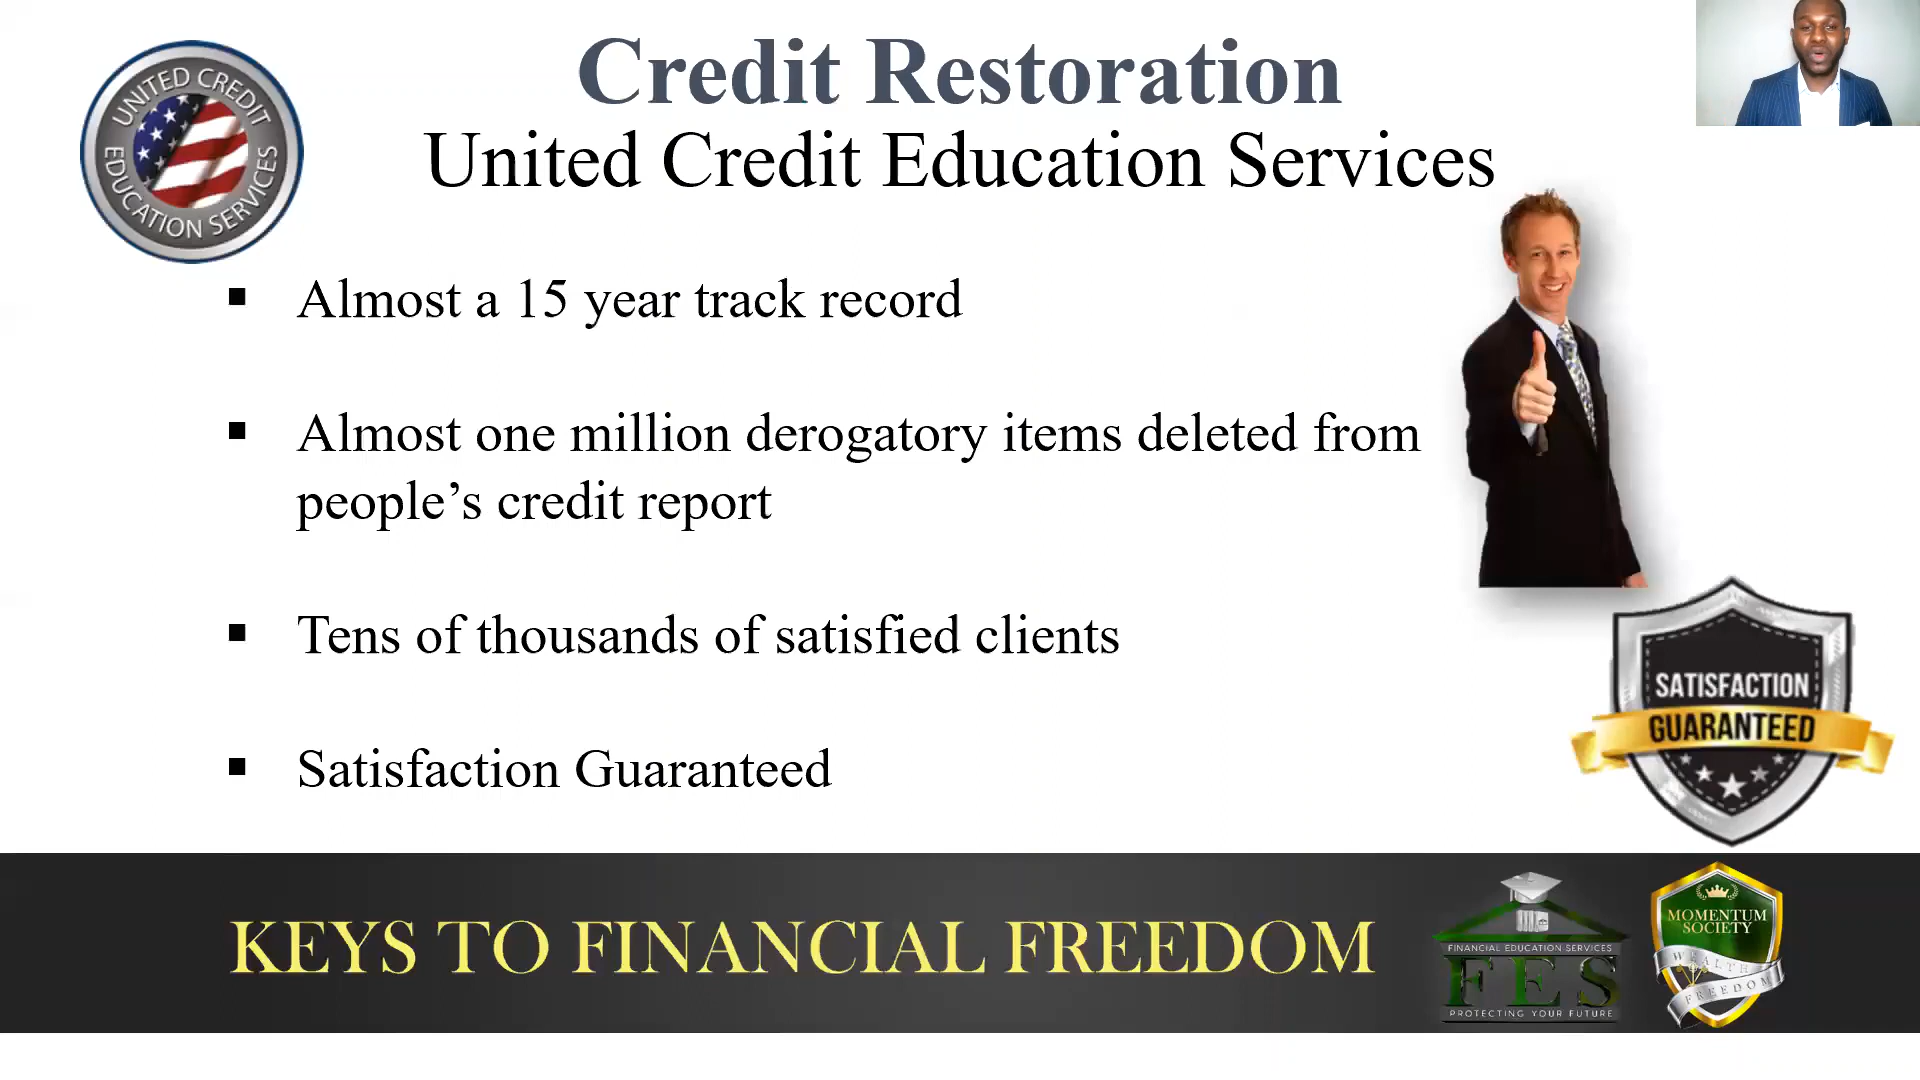 UNITED CREDIT
EDUCATION SERVICES
Credit Restoration
United Credit Education Services
▪ Almost a 15 year track record
▪ Almost one million derogatory items deleted from
people’s credit report
▪ Tens of thousands of satisfied clients
▪ Satisfaction Guaranteed
SATISFACTION
GUARANTEED
KEYS TO FINANCIAL FREEDOM
FINANCIAL EDUCATION SERVICES
FES
PROTECTING YOUR FUTURE
MOMENTUM
SOCIETY
WEALTH
FREEDOM